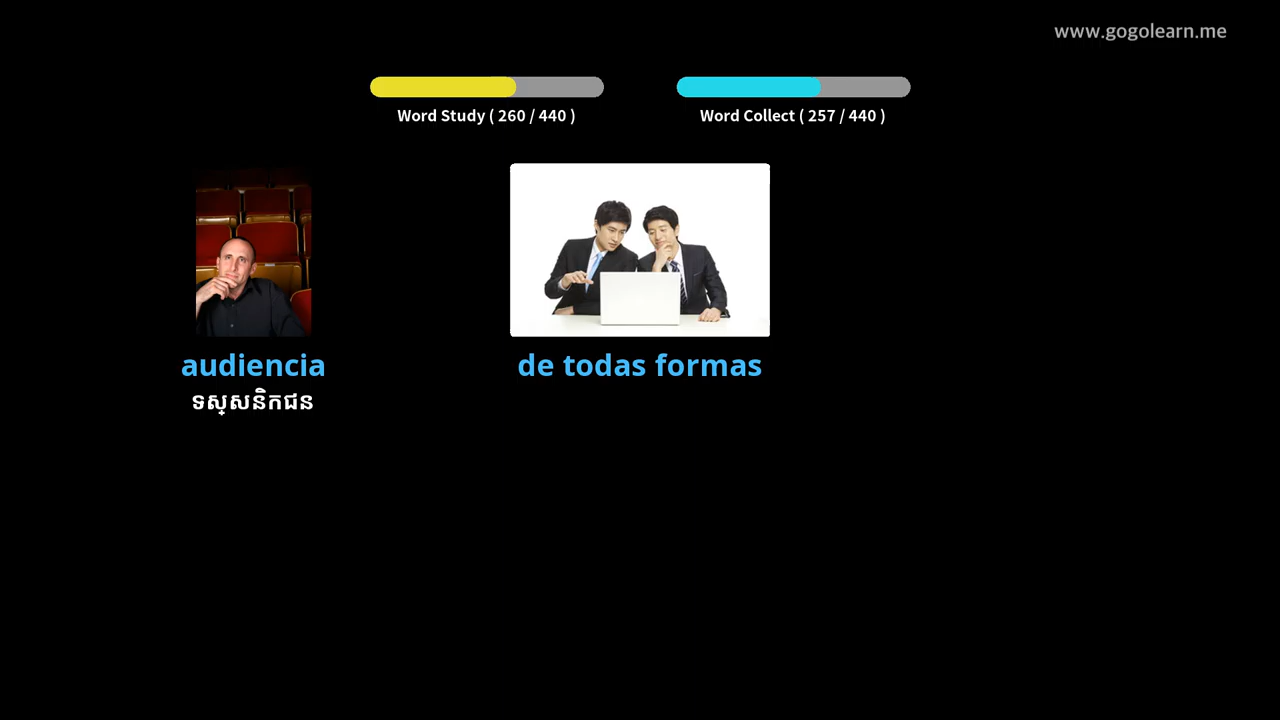 www.gogolearn.me
Word Study ( 260 / 440 )
Word Collect ( 257 / 440 )
audiencia
ទស្សនិកជន
de todas formas